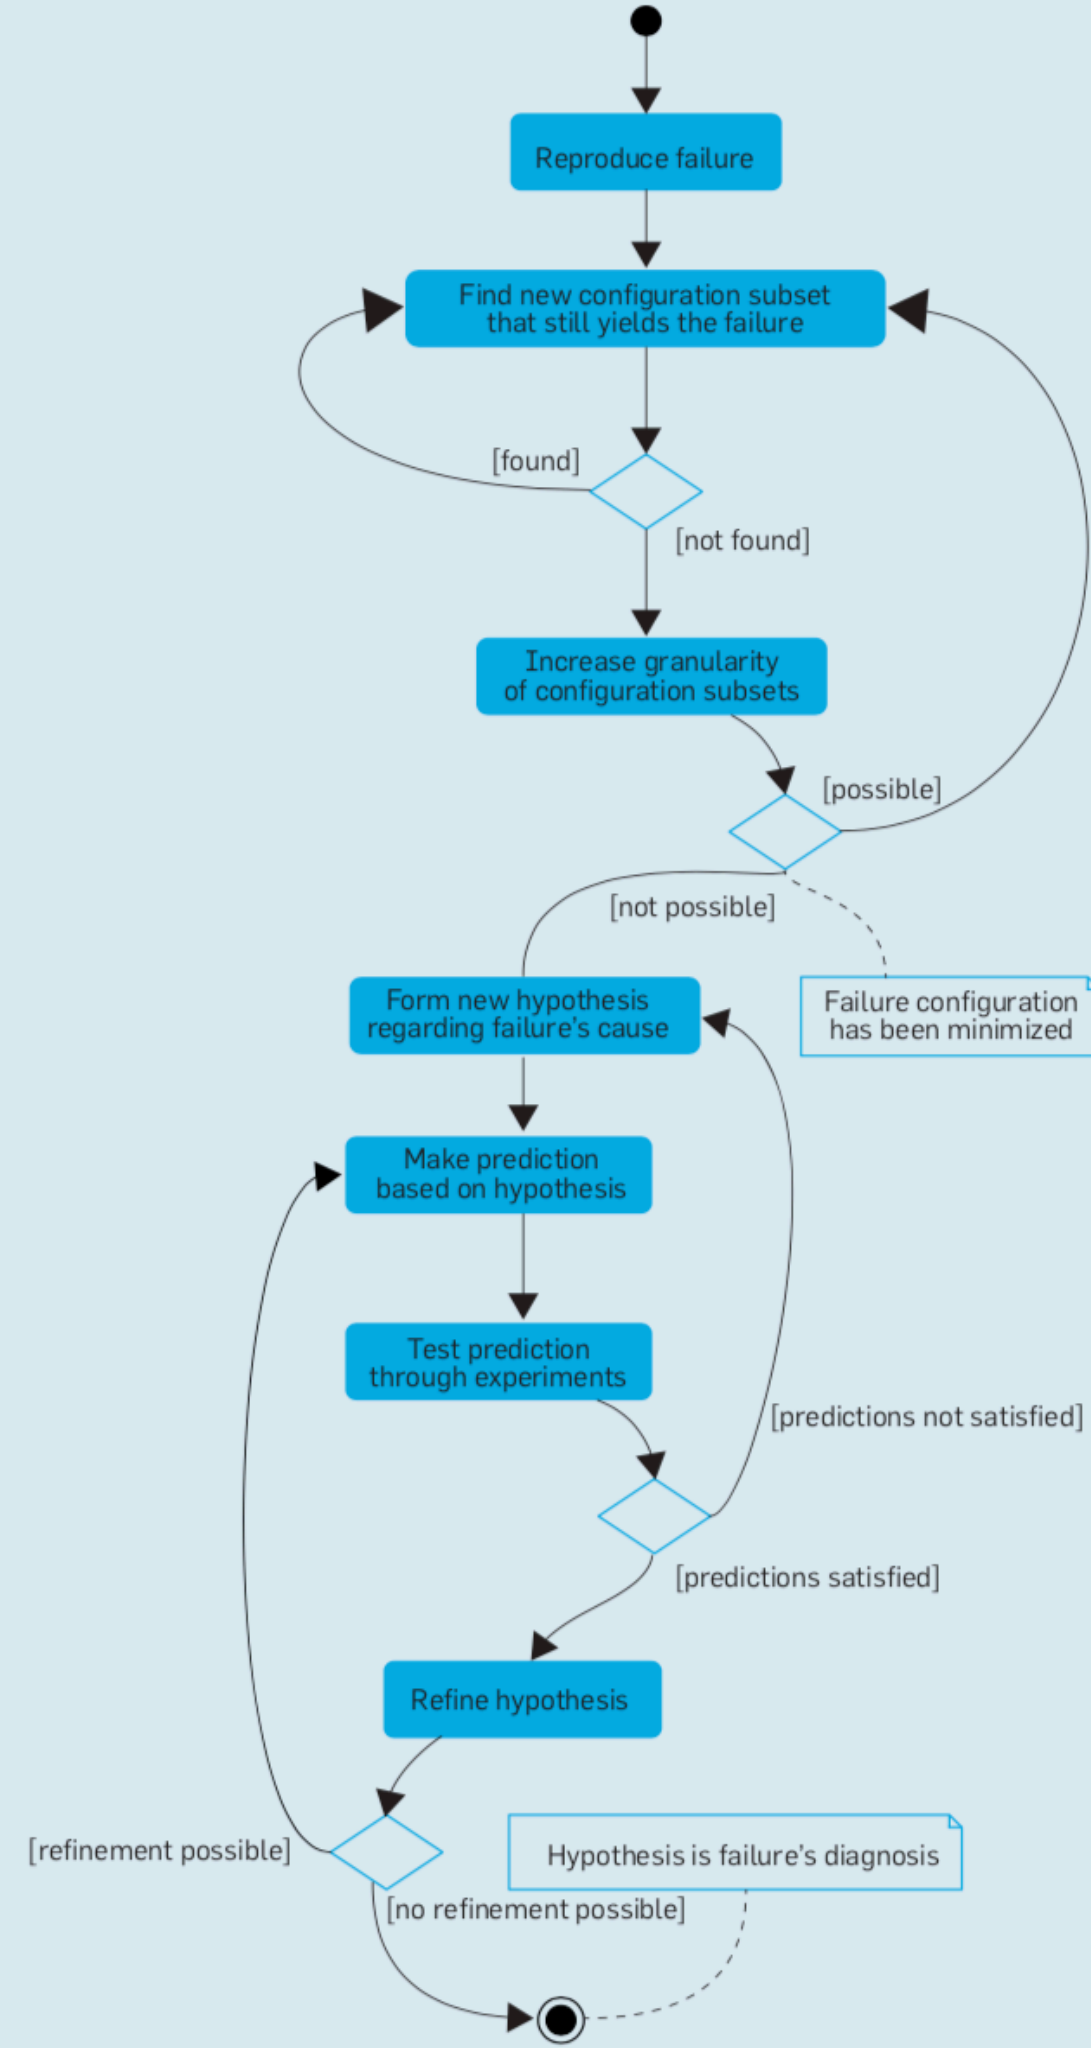 Reproduce failure
Find new configuration subset
that still yields the failure
[found]
[not found]
Increase granularity
of configuration subsets
[possible]
[not possible]
Form new hypothesis
regarding failure's cause
Failure configuration
has been minimized
Make prediction
based on hypothesis
Test prediction
through experiments
[predictions not satisfied]
[predictions satisfied]
Refine hypothesis
[refinement possible]
Hypothesis is failure's diagnosis
[no refinement possible]